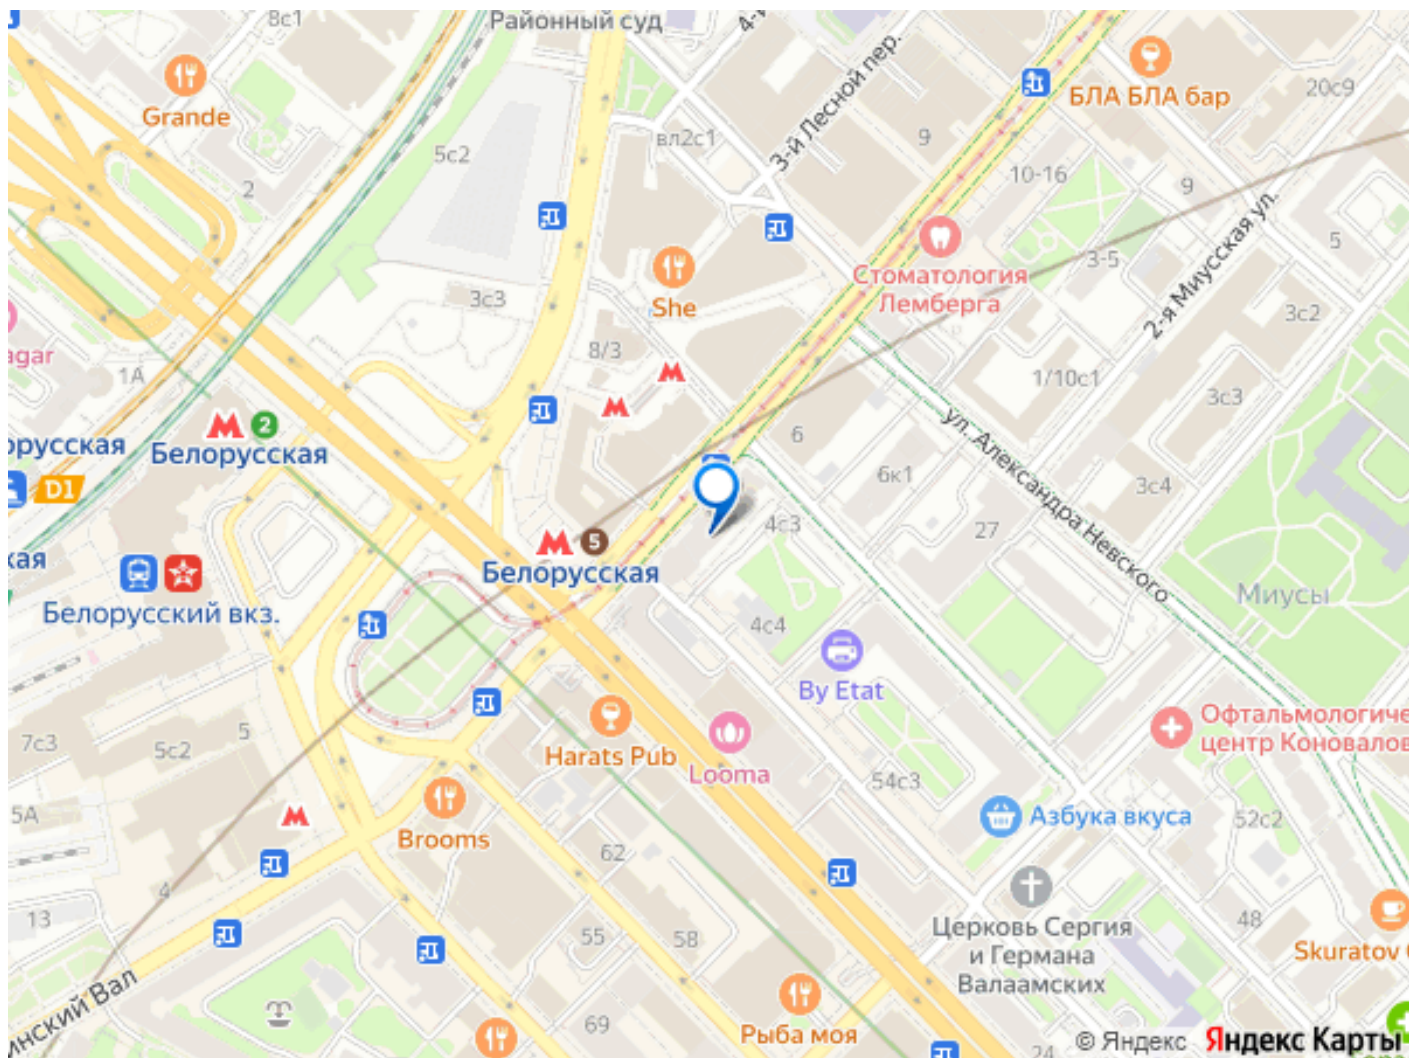 8с1
Районный суд
Grande
5с2
2
вл2с1
3-й Лесной пер.
БЛА БЛА бар
20с9
9
10-16
9
2-я Миусская ул.
5
3-5
Стоматология
Лемберга
She
3с3
8/3
3с2
1А
1/10с1
3с3
2
Белорусская
D1
6
6к1
ул. Александра Невского
3с4
4с3
27
5
Белорусская
Белорусский вкз.
Миусы
4с4
By Etat
Harats Pub
Looma
Офтальмологиче
центр Коновалов
7с3
5с2
5
54с3
5А
Brooms
Азбука вкуса
52с2
62
4
13
55
58
48
Церковь Сергия
и Германа
Валаамских
Skuratov
69
Рыба моя
24
© Яндекс Яндекс Карты